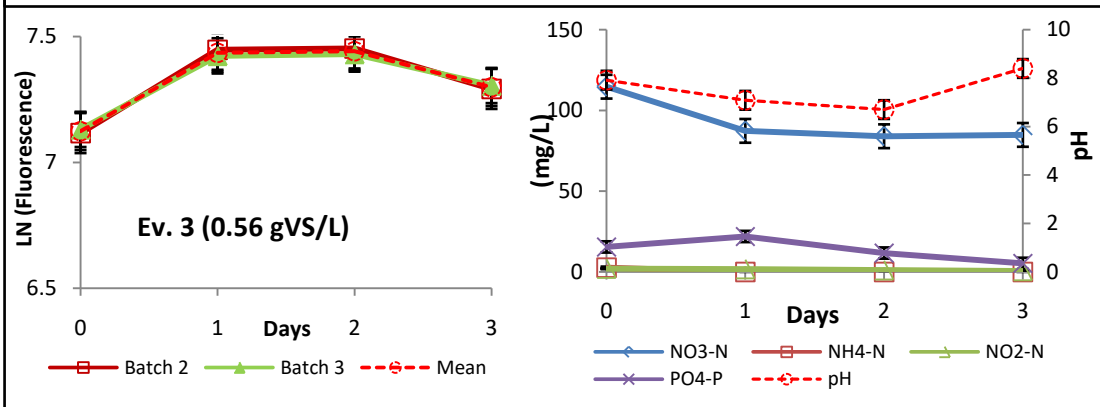 7.5
7
6.5
LN (Fluorescence)
Ev. 3 (0.56 gVS/L)
0 1 2 3
Days
Batch 2 Batch 3 Mean
150
100
50
0
(mg/L)
10
8
6
4
2
0
pH
0 1 2 3
Days
NO3-N NH4-N NO2-N
PO4-P pH